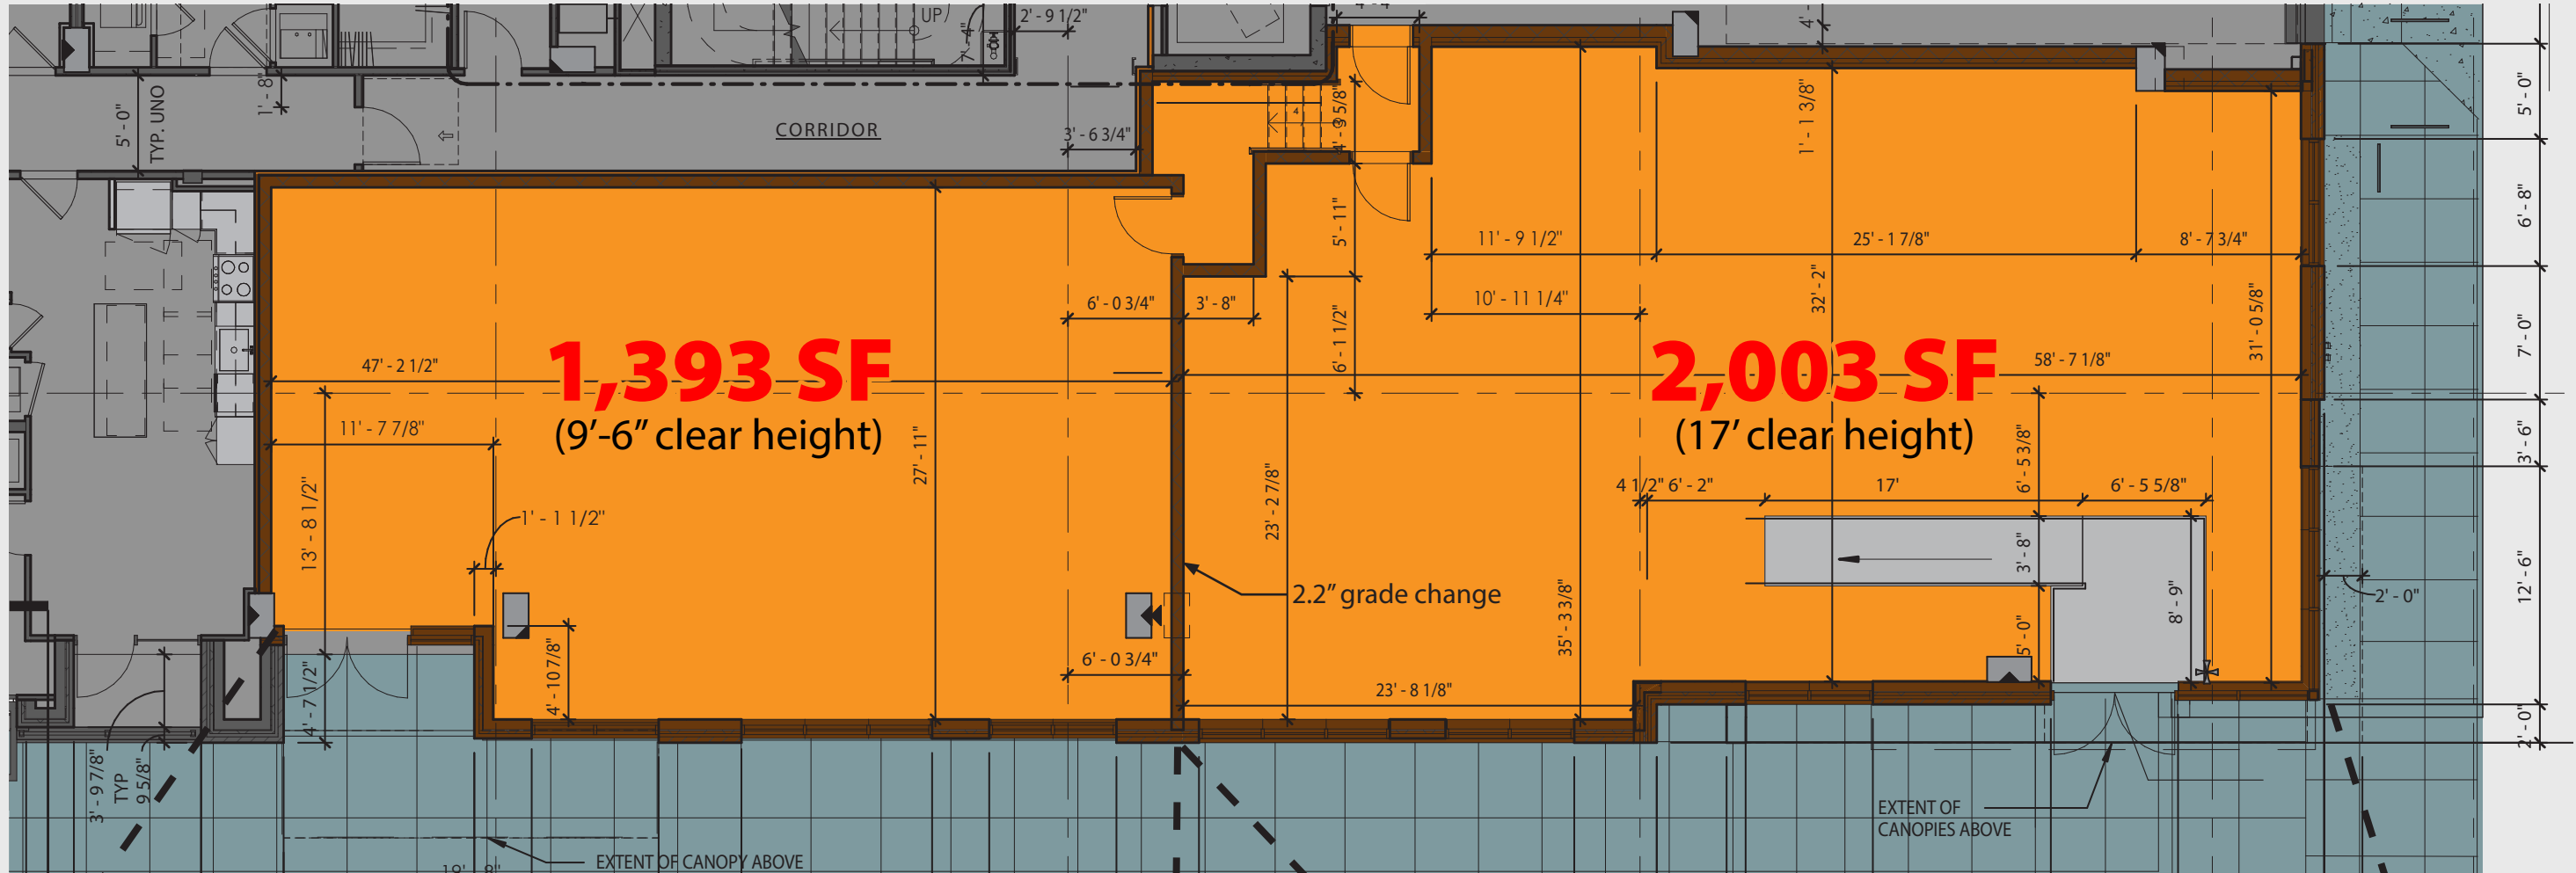 UP
2' - 9 1/2"
7' - 4"
4' -
5' - 0"
TYP. UNO
1' - 8"
CORRIDOR
3' - 6 3/4"
4
4' - 9 5/8"
1' - 1 3/8"
5' - 0"
6' - 8"
5' - 11"
11' - 9 1/2"
25' - 1 7/8"
8' - 7 3/4"
6' - 0 3/4"
3' - 8"
10' - 11 1/4"
32' - 2"
31' - 0 5/8"
6' - 1 1/2"
7' - 0"
47' - 2 1/2"
1,393 SF
(9'-6" clear height)
2,003 SF
(17' clear height)
58' - 7 1/8"
11' - 7 7/8"
27' - 11"
6' - 5 3/8"
3' - 6"
23' - 2 7/8"
4 1/2"
6' - 2"
17'
6' - 5 5/8"
13' - 8 1/2"
1' - 1 1/2"
3' - 8"
12' - 6"
2.2" grade change
35' - 3 3/8"
8' - 9"
2' - 0"
5' - 0"
4' - 7 1/2"
4' - 10 7/8"
6' - 0 3/4"
23' - 8 1/8"
2' - 0"
3' - 9 7/8"
TYP
9 5/8"
EXTENT OF CANOPY ABOVE
EXTENT OF
CANOPIES ABOVE